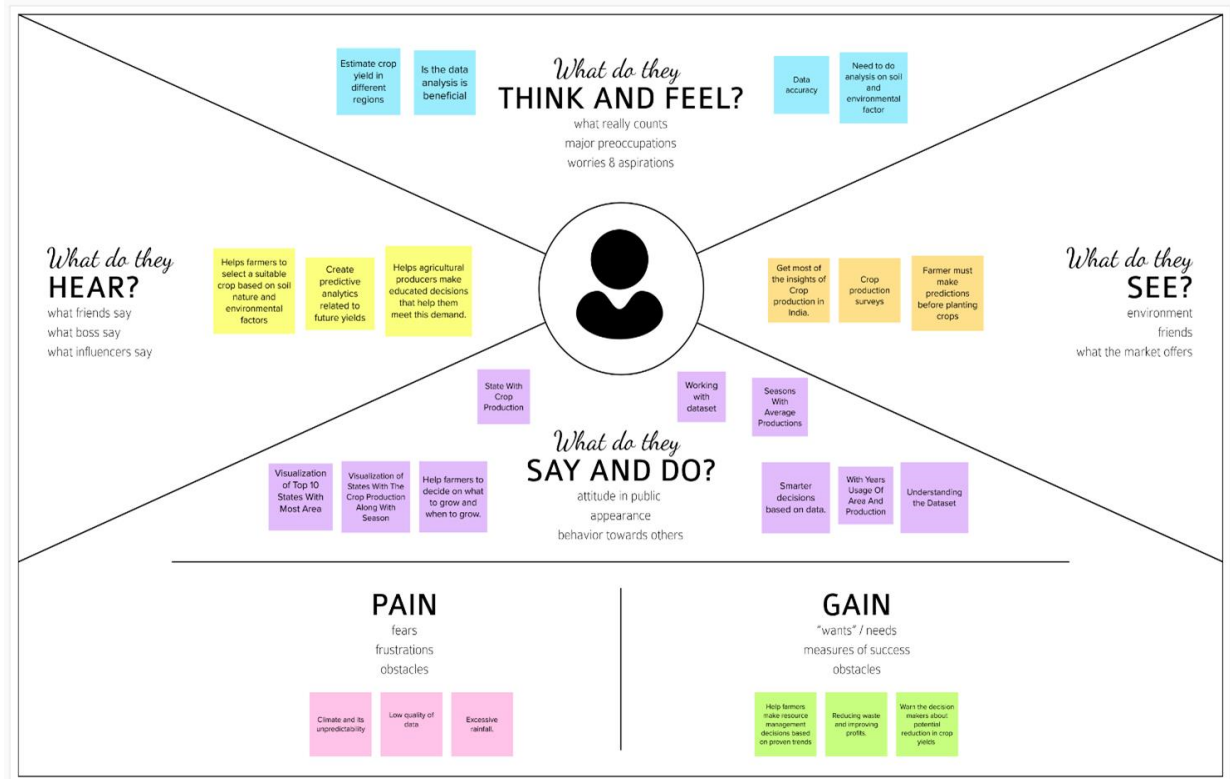 Estimate crop
yield in
different
regions
Is the data
analysis is
beneficial
What do they
THINK AND FEEL?
what really counts
major preoccupations
worries & aspirations
Data
accuracy
Need to do
analysis on soil
and
environmental
factor
What do they
HEAR?
what friends say
what boss say
what influencers say
Helps farmers to
select a suitable
crop based on soil
nature and
environmental
factors
Create
predictive
analytics
related to
future yields
Helps agricultural
producers make
educated decisions
that help them
meet this demand.
Get most of
the insights of
Crop
production in
India.
Crop
production
surveys
Farmer must
make
predictions
before planting
crops
What do they
SEE?
environment
friends
what the market offers
State With
Crop
Production
Working
with
dataset
Seasons
With
Average
Productions
What do they
SAY AND DO?
attitude in public
appearance
behavior towards others
Visualization
of Top 10
States With
Most Area
Visualization of
States With The
Crop Production
Along With
Season
Help farmers to
decide on what
to grow and
when to grow.
Smarter
decisions
based on data.
With Years
Usage Of
Area And
Production
Understanding
the Dataset
PAIN
fears
frustrations
obstacles
Climate and its
unpredictability
Low quality of
data
Excessive
rainfall.
GAIN
“wants” / needs
measures of success
obstacles
Help farmers
make resource
management
decisions based
on proven trends
Reducing waste
and improving
profits.
Warn the decision
makers about
potential
reduction in crop
yields